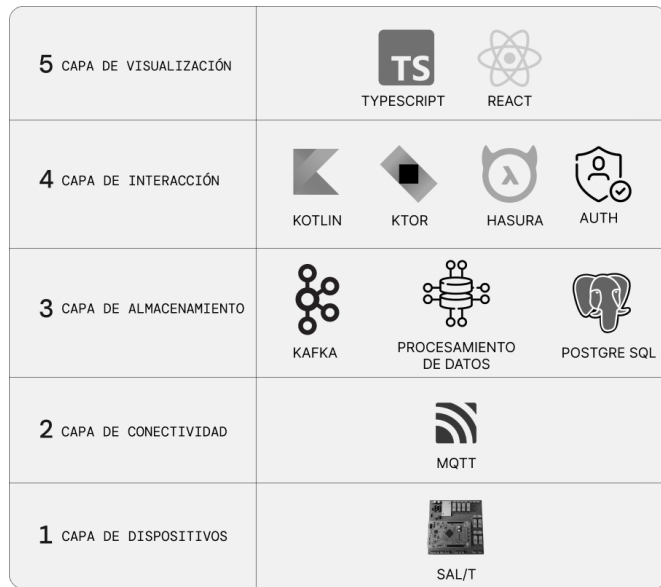 5 CAPA DE VISUALIZACIÓN
TS
TYPESCRIPT
REACT
4 CAPA DE INTERACCIÓN
λ
KOTLIN
KTOR
HASURA
AUTH
3 CAPA DE ALMACENAMIENTO
KAFKA
PROCESAMIENTO
DE DATOS
POSTGRE SQL
2 CAPA DE CONECTIVIDAD
MQTT
1 CAPA DE DISPOSITIVOS
SAL/T